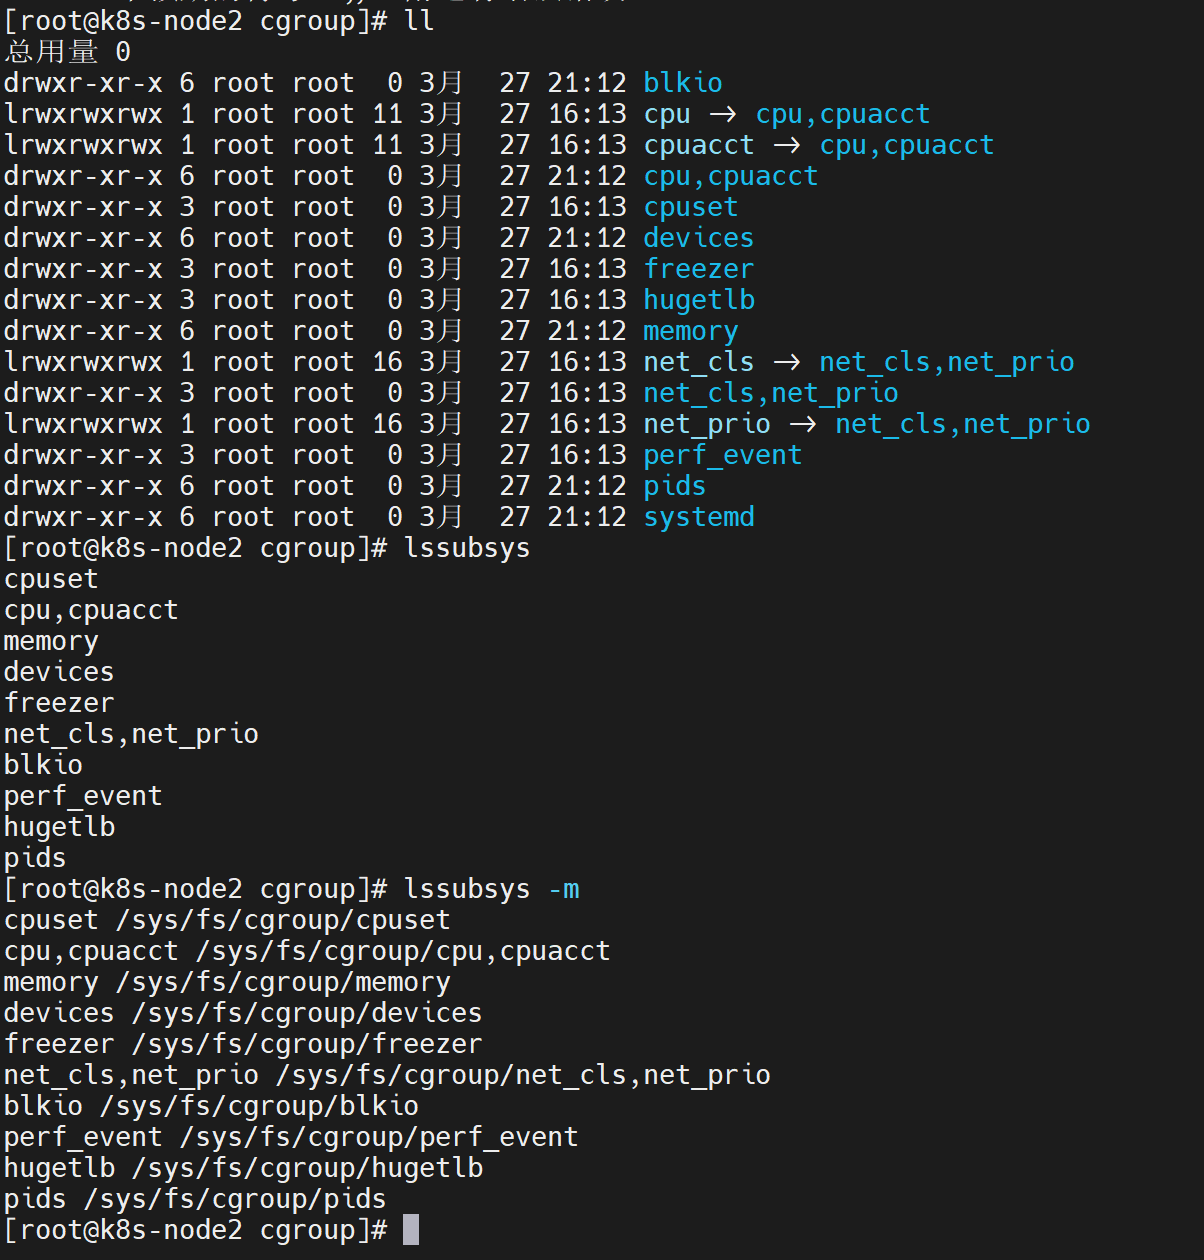 [root@k8s-node2 cgroup]# ll
总用量 0
drwxr-xr-x 6 root root  0 3月  27 21:12 blkio
lrwxrwxrwx 1 root root 11 3月  27 16:13 cpu -> cpu,cpuacct
lrwxrwxrwx 1 root root 11 3月  27 16:13 cpuacct -> cpu,cpuacct
drwxr-xr-x 6 root root  0 3月  27 21:12 cpu,cpuacct
drwxr-xr-x 3 root root  0 3月  27 16:13 cpuset
drwxr-xr-x 6 root root  0 3月  27 21:12 devices
drwxr-xr-x 3 root root  0 3月  27 16:13 freezer
drwxr-xr-x 3 root root  0 3月  27 16:13 hugetlb
drwxr-xr-x 6 root root  0 3月  27 21:12 memory
lrwxrwxrwx 1 root root 16 3月  27 16:13 net_cls -> net_cls,net_prio
drwxr-xr-x 3 root root  0 3月  27 16:13 net_cls,net_prio
lrwxrwxrwx 1 root root 16 3月  27 16:13 net_prio -> net_cls,net_prio
drwxr-xr-x 3 root root  0 3月  27 16:13 perf_event
drwxr-xr-x 6 root root  0 3月  27 21:12 pids
drwxr-xr-x 6 root root  0 3月  27 21:12 systemd
[root@k8s-node2 cgroup]# lssubsys
cpuset
cpu,cpuacct
memory
devices
freezer
net_cls,net_prio
blkio
perf_event
hugetlb
pids
[root@k8s-node2 cgroup]# lssubsys -m
cpuset /sys/fs/cgroup/cpuset
cpu,cpuacct /sys/fs/cgroup/cpu,cpuacct
memory /sys/fs/cgroup/memory
devices /sys/fs/cgroup/devices
freezer /sys/fs/cgroup/freezer
net_cls,net_prio /sys/fs/cgroup/net_cls,net_prio
blkio /sys/fs/cgroup/blkio
perf_event /sys/fs/cgroup/perf_event
hugetlb /sys/fs/cgroup/hugetlb
pids /sys/fs/cgroup/pids
[root@k8s-node2 cgroup]#